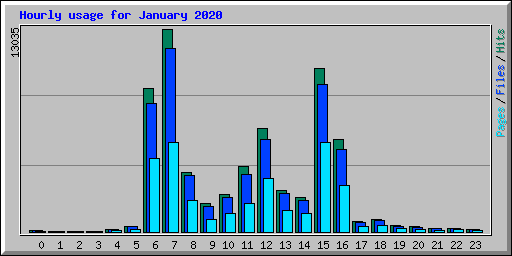 Hourly usage for January 2020
13035
Pages/Files/Hits
0 1 2 3 4 5 6 7 8 9 10 11 12 13 14 15 16 17 18 19 20 21 22 23